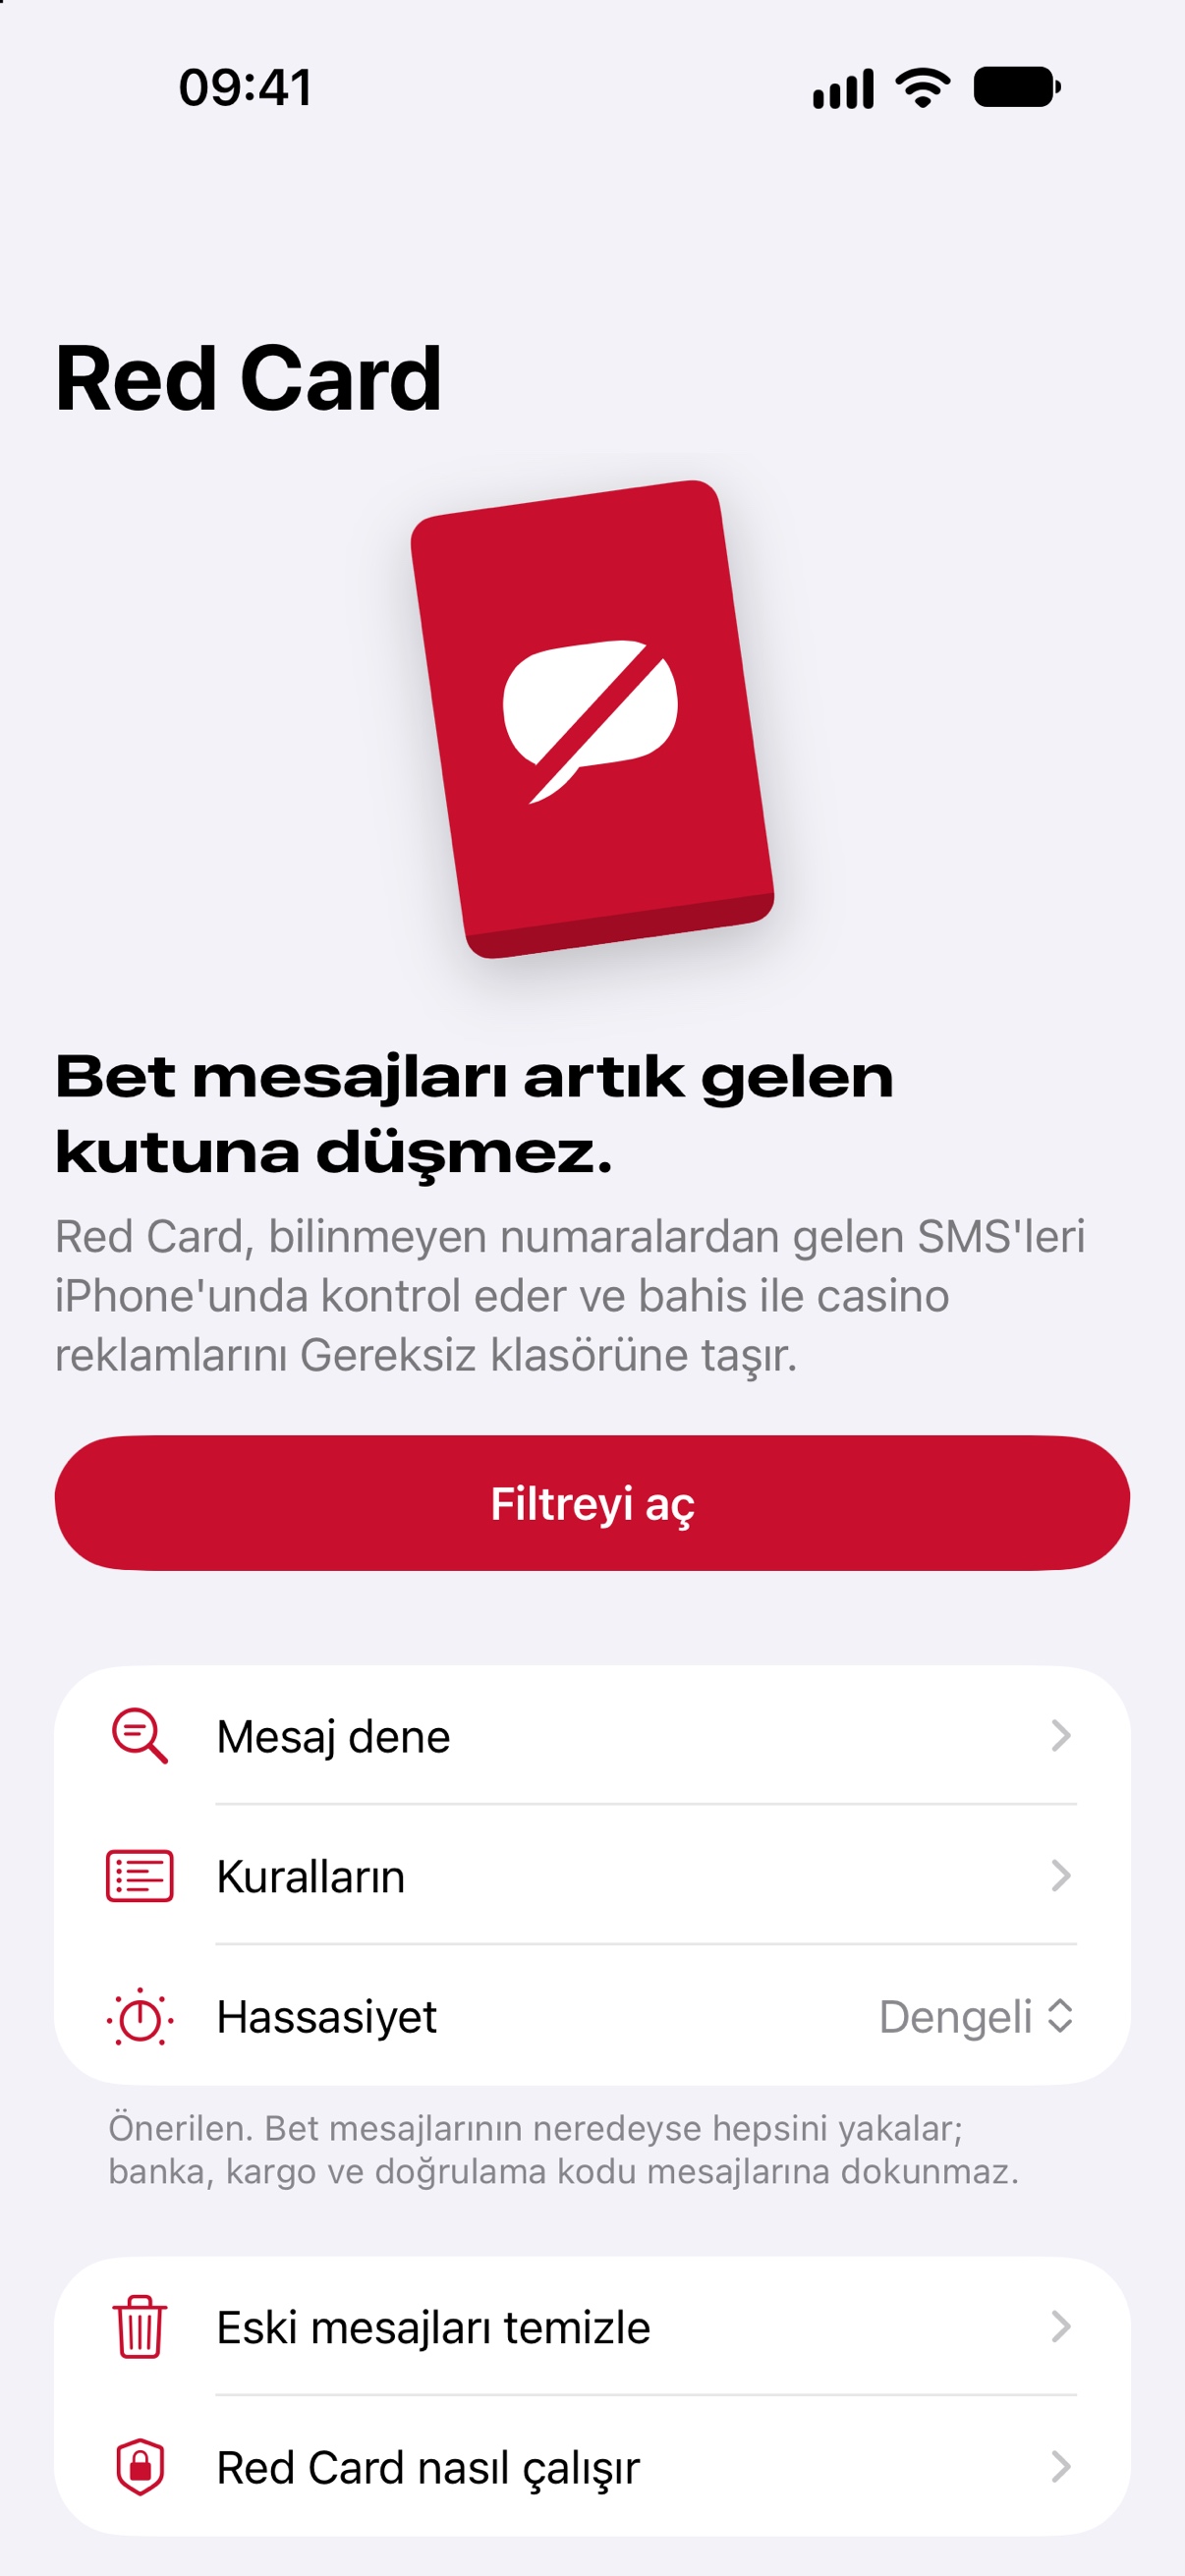 09:41
Red Card
Bet mesajları artık gelen
kutuna düşmez.
Red Card, bilinmeyen numaralardan gelen SMS'leri
iPhone'unda kontrol eder ve bahis ile casino
reklamlarını Gereksiz klasörüne taşır.
Filtreyi aç
Mesaj dene
Kuralların
Hassasiyet Dengeli
Önerilen. Bet mesajlarının neredeyse hepsini yakalar;
banka, kargo ve doğrulama kodu mesajlarına dokunmaz.
Eski mesajları temizle
Red Card nasıl çalışır